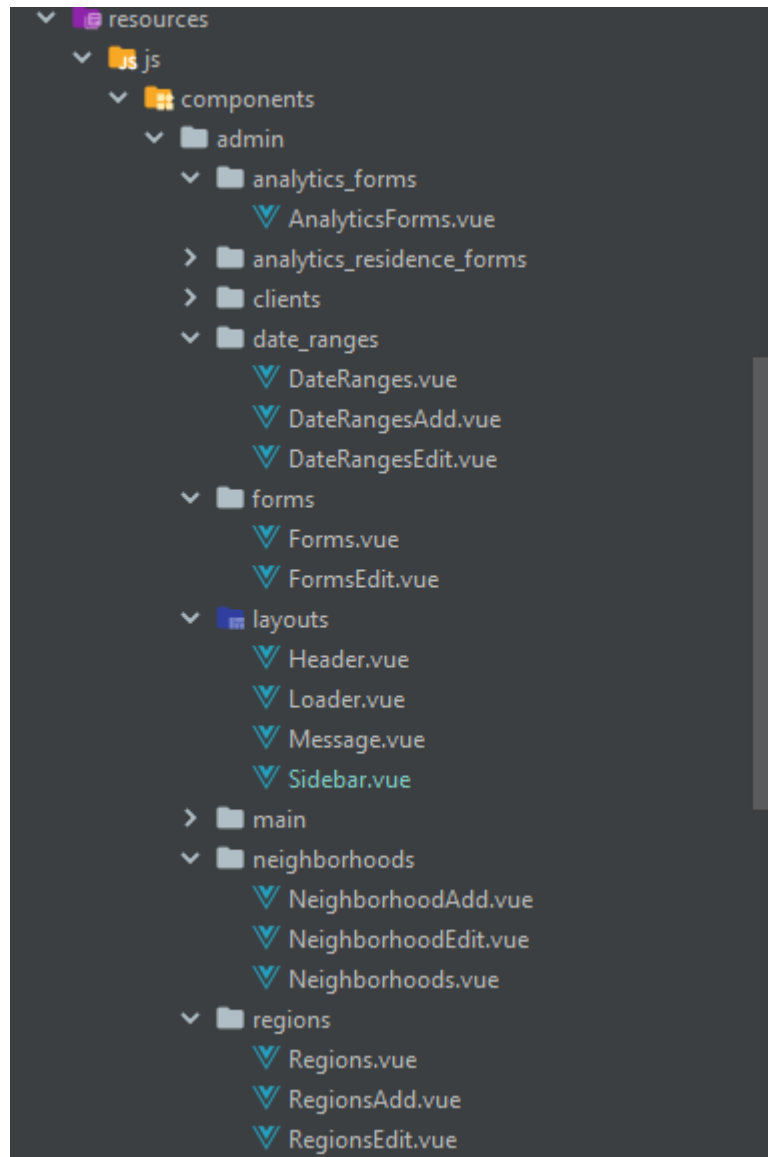 resources
JS js
components
admin
analytics_forms
AnalyticsForms.vue
analytics_residence_forms
clients
date_ranges
DateRanges.vue
DateRangesAdd.vue
DateRangesEdit.vue
forms
Forms.vue
FormsEdit.vue
layouts
Header.vue
Loader.vue
Message.vue
Sidebar.vue
main
neighborhoods
NeighborhoodAdd.vue
NeighborhoodEdit.vue
Neighborhoods.vue
regions
Regions.vue
RegionsAdd.vue
RegionsEdit.vue